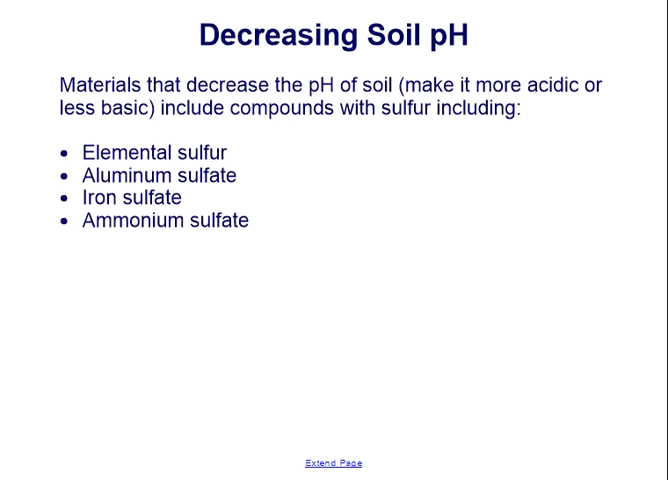 Decreasing Soil pH
Materials that decrease the pH of soil (make it more acidic or
less basic) include compounds with sulfur including:
• Elemental sulfur
• Aluminum sulfate
• Iron sulfate
• Ammonium sulfate
Extend Page